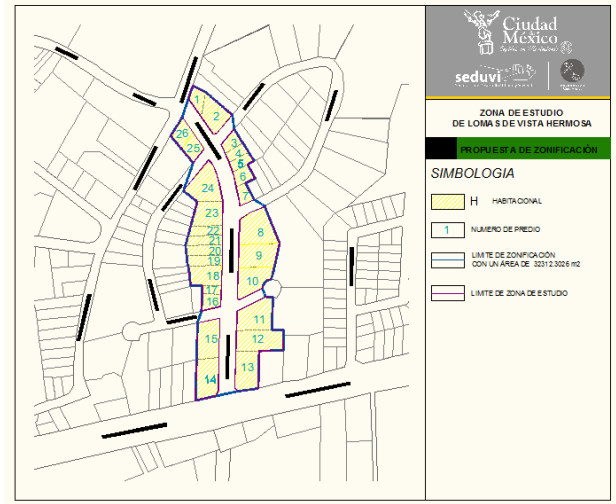 Ciudad
de
México
seduvi
ZONA DE ESTUDIO
DE LOMAS DE VISTA HERMOSA
PROPUESTA DE ZONIFICACIÓN
SIMBOLOGIA
H HABITACIONAL
1 NUMERO DE PREDIO
LIMITE DE ZONIFICACIÓN
CON UN ÁREA DE 32312.3026 m2
LIMITE DE ZONA DE ESTUDIO
1
2
26
3
4
25
5
6
24
7
23
22
8
21
20
9
19
18
10
17
16
11
15
12
13
14